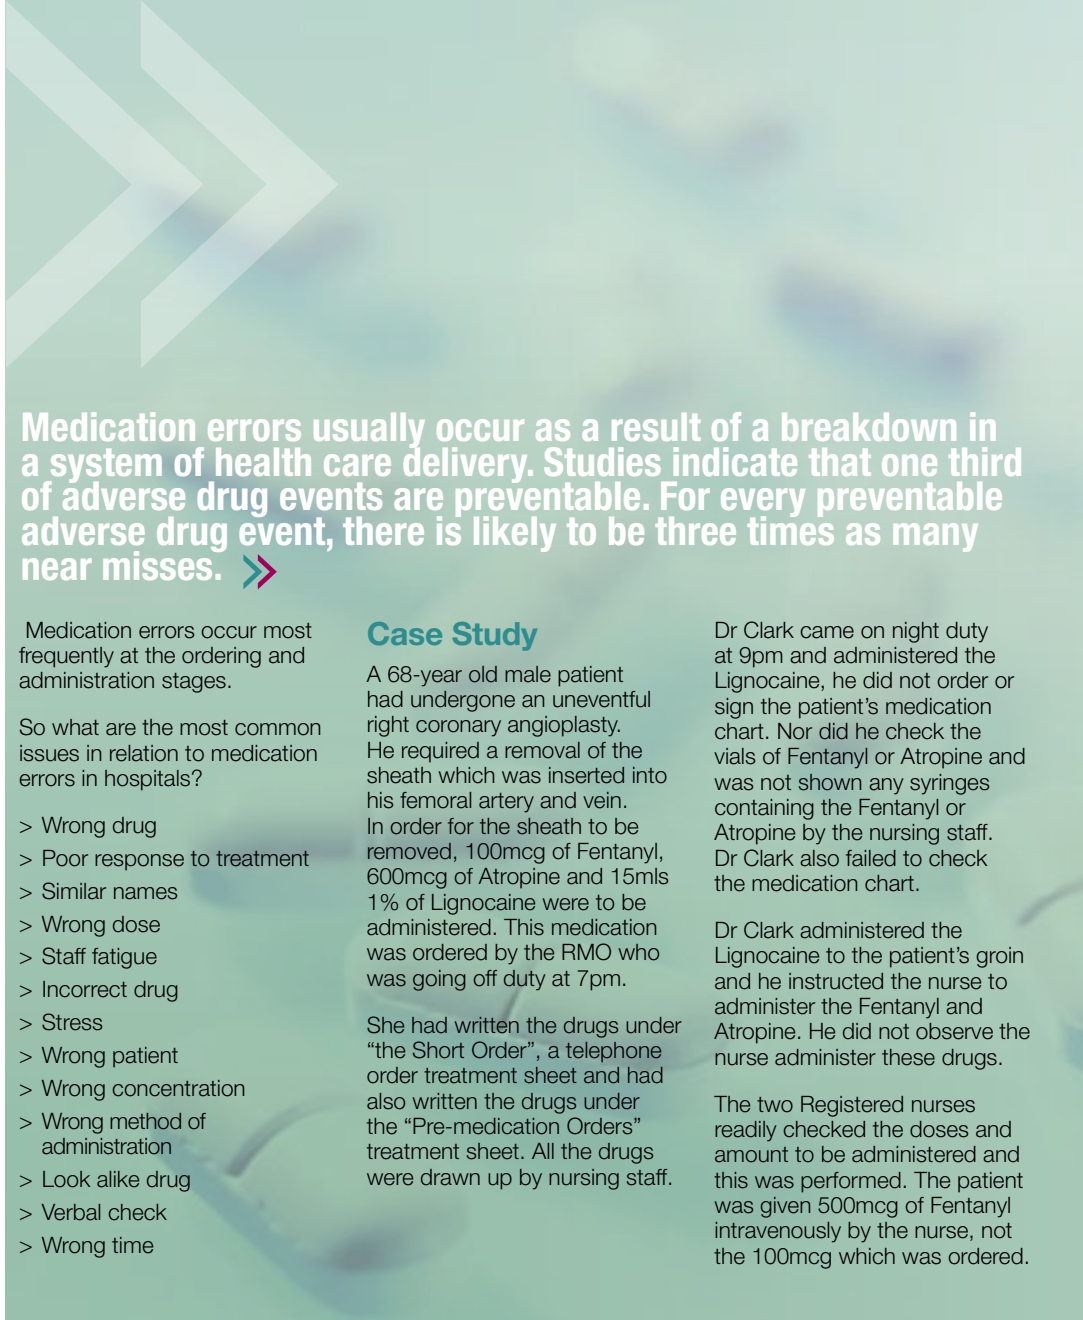 Medication errors usually occur as a result of a breakdown in
a system of health care delivery. Studies indicate that one third
of adverse drug events are preventable. For every preventable
adverse drug event, there is likely to be three times as many
near misses.
Medication errors occur most
frequently at the ordering and
administration stages.
So what are the most common
issues in relation to medication
errors in hospitals?
> Wrong drug
> Poor response to treatment
> Similar names
> Wrong dose
> Staff fatigue
> Incorrect drug
> Stress
> Wrong patient
> Wrong concentration
> Wrong method of
administration
> Look alike drug
> Verbal check
> Wrong time
Case Study
A 68-year old male patient
had undergone an uneventful
right coronary angioplasty.
He required a removal of the
sheath which was inserted into
his femoral artery and vein.
In order for the sheath to be
removed, 100mcg of Fentanyl,
600mcg of Atropine and 15mls
1% of Lignocaine were to be
administered. This medication
was ordered by the RMO who
was going off duty at 7pm.
She had written the drugs under
“the Short Order”, a telephone
order treatment sheet and had
also written the drugs under
the “Pre-medication Orders”
treatment sheet. All the drugs
were drawn up by nursing staff.
Dr Clark came on night duty
at 9pm and administered the
Lignocaine, he did not order or
sign the patient’s medication
chart. Nor did he check the
vials of Fentanyl or Atropine and
was not shown any syringes
containing the Fentanyl or
Atropine by the nursing staff.
Dr Clark also failed to check
the medication chart.
Dr Clark administered the
Lignocaine to the patient’s groin
and he instructed the nurse to
administer the Fentanyl and
Atropine. He did not observe the
nurse administer these drugs.
The two Registered nurses
readily checked the doses and
amount to be administered and
this was performed. The patient
was given 500mcg of Fentanyl
intravenously by the nurse, not
the 100mcg which was ordered.